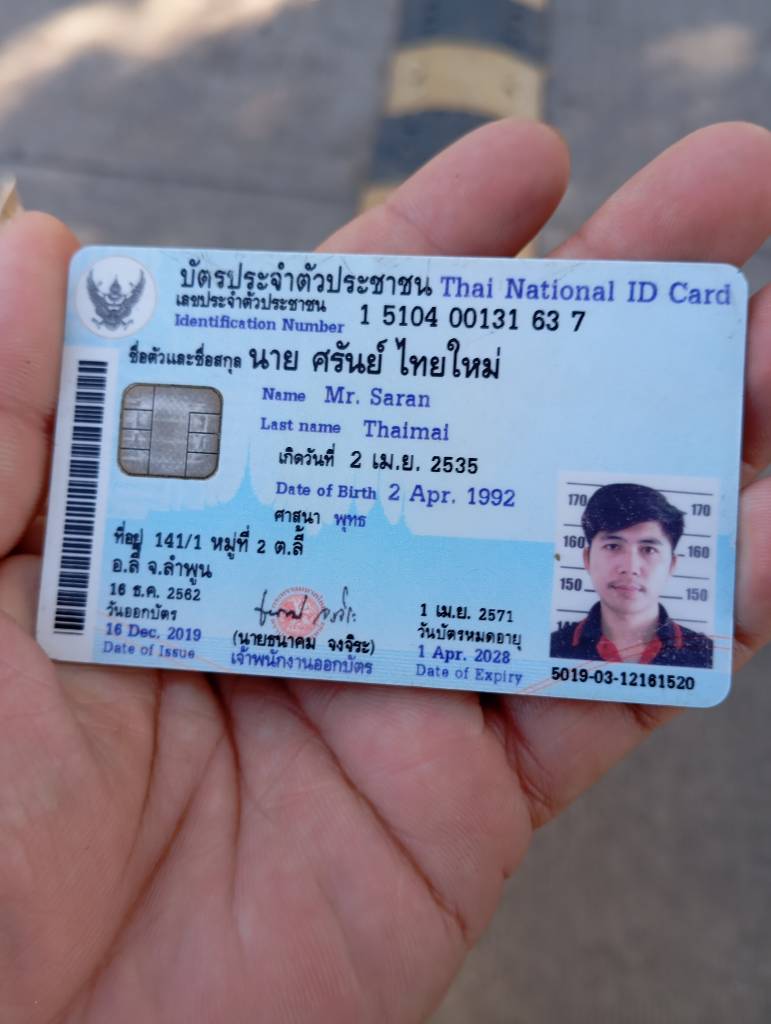 บัตรประจำตัวประชาชน Thai National ID Card
เลขประจำตัวประชาชน
Identification Number 1 5104 00131 63 7
ชื่อตัวและชื่อสกุล นาย ศรันย์ ไทยใหม่
Name Mr. Saran
Last name Thaimai
เกิดวันที่ 2 เม.ย. 2535
Date of Birth 2 Apr. 1992
ศาสนา พุทธ
ที่อยู่ 141/1 หมู่ที่ 2 ต.ลี้
อ.ลี้ จ.ลำพูน
16 ธ.ค. 2562
วันออกบัตร
16 Dec. 2019
Date of Issue
(นายธนาคม จงจิระ)
เจ้าพนักงานออกบัตร
1 เม.ย. 2571
วันบัตรหมดอายุ
1 Apr. 2028
Date of Expiry
170 170
160 160
150 150
5019-03-12161520